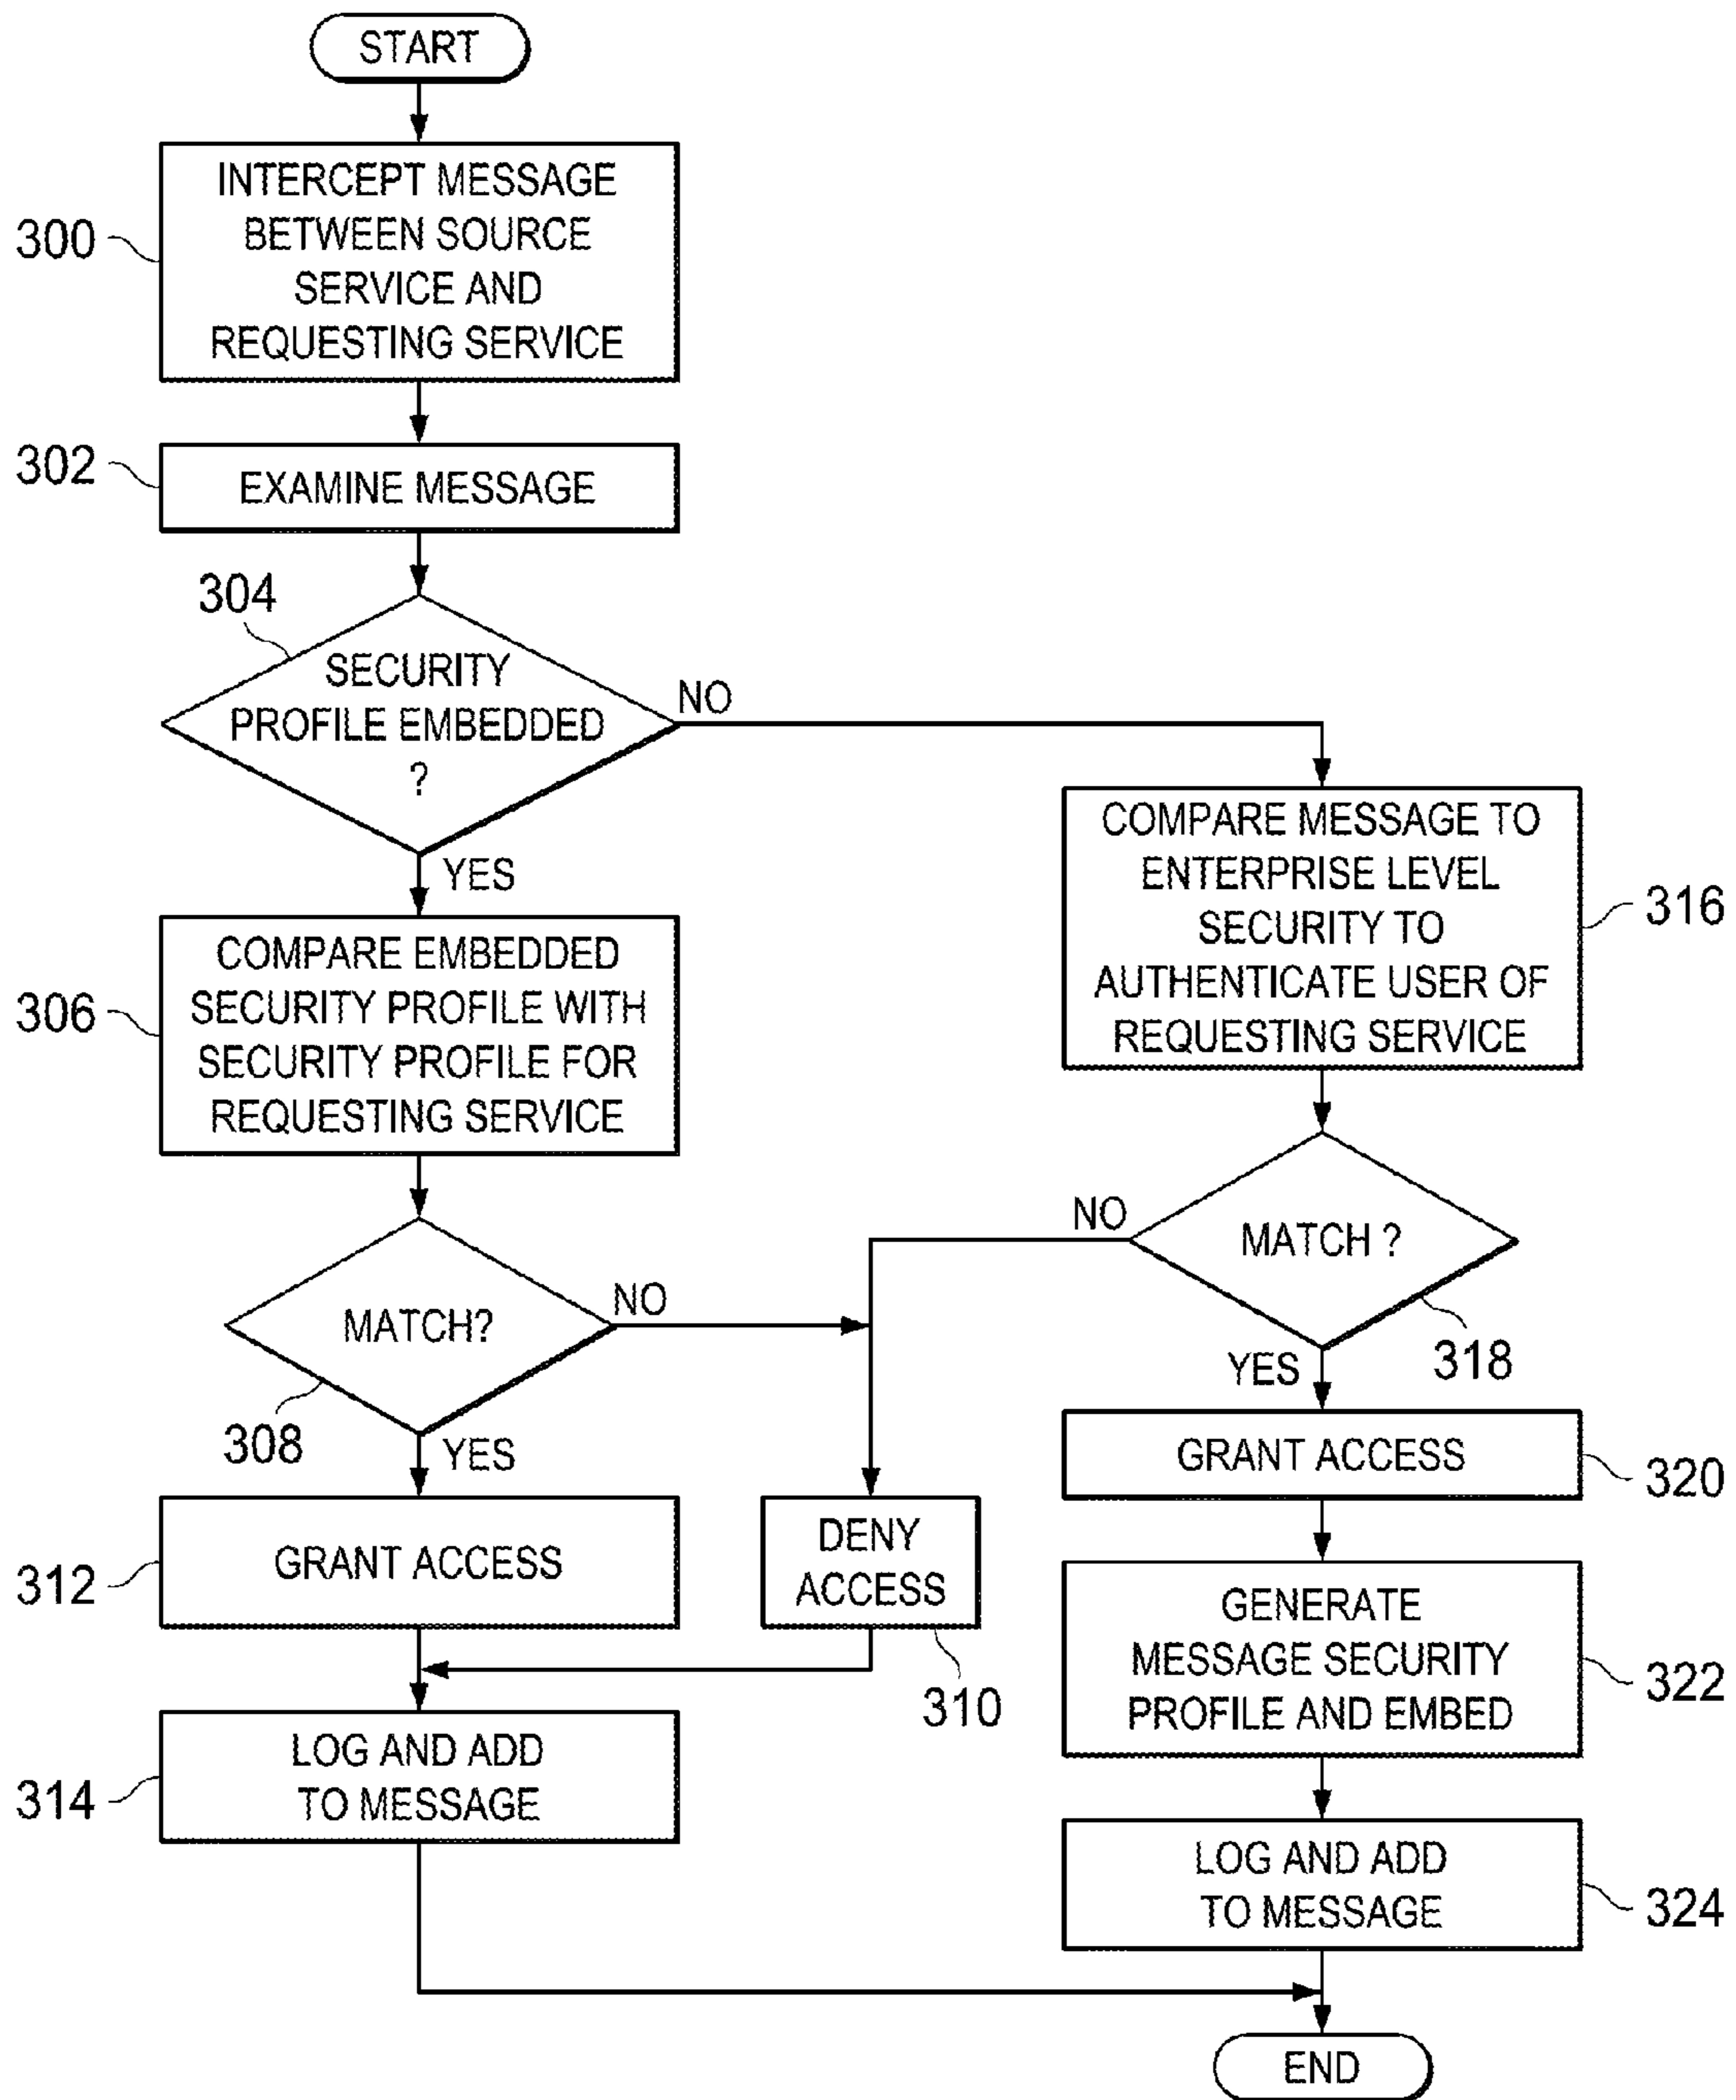 START
300
INTERCEPT MESSAGE
BETWEEN SOURCE
SERVICE AND
REQUESTING SERVICE
302
EXAMINE MESSAGE
304
SECURITY
PROFILE EMBEDDED
?
NO
YES
306
COMPARE EMBEDDED
SECURITY PROFILE WITH
SECURITY PROFILE FOR
REQUESTING SERVICE
COMPARE MESSAGE TO
ENTERPRISE LEVEL
SECURITY TO
AUTHENTICATE USER OF
REQUESTING SERVICE
316
MATCH?
NO
308
YES
NO
MATCH ?
318
YES
312
GRANT ACCESS
DENY
ACCESS
310
GRANT ACCESS
320
GENERATE
MESSAGE SECURITY
PROFILE AND EMBED
322
314
LOG AND ADD
TO MESSAGE
LOG AND ADD
TO MESSAGE
324
END